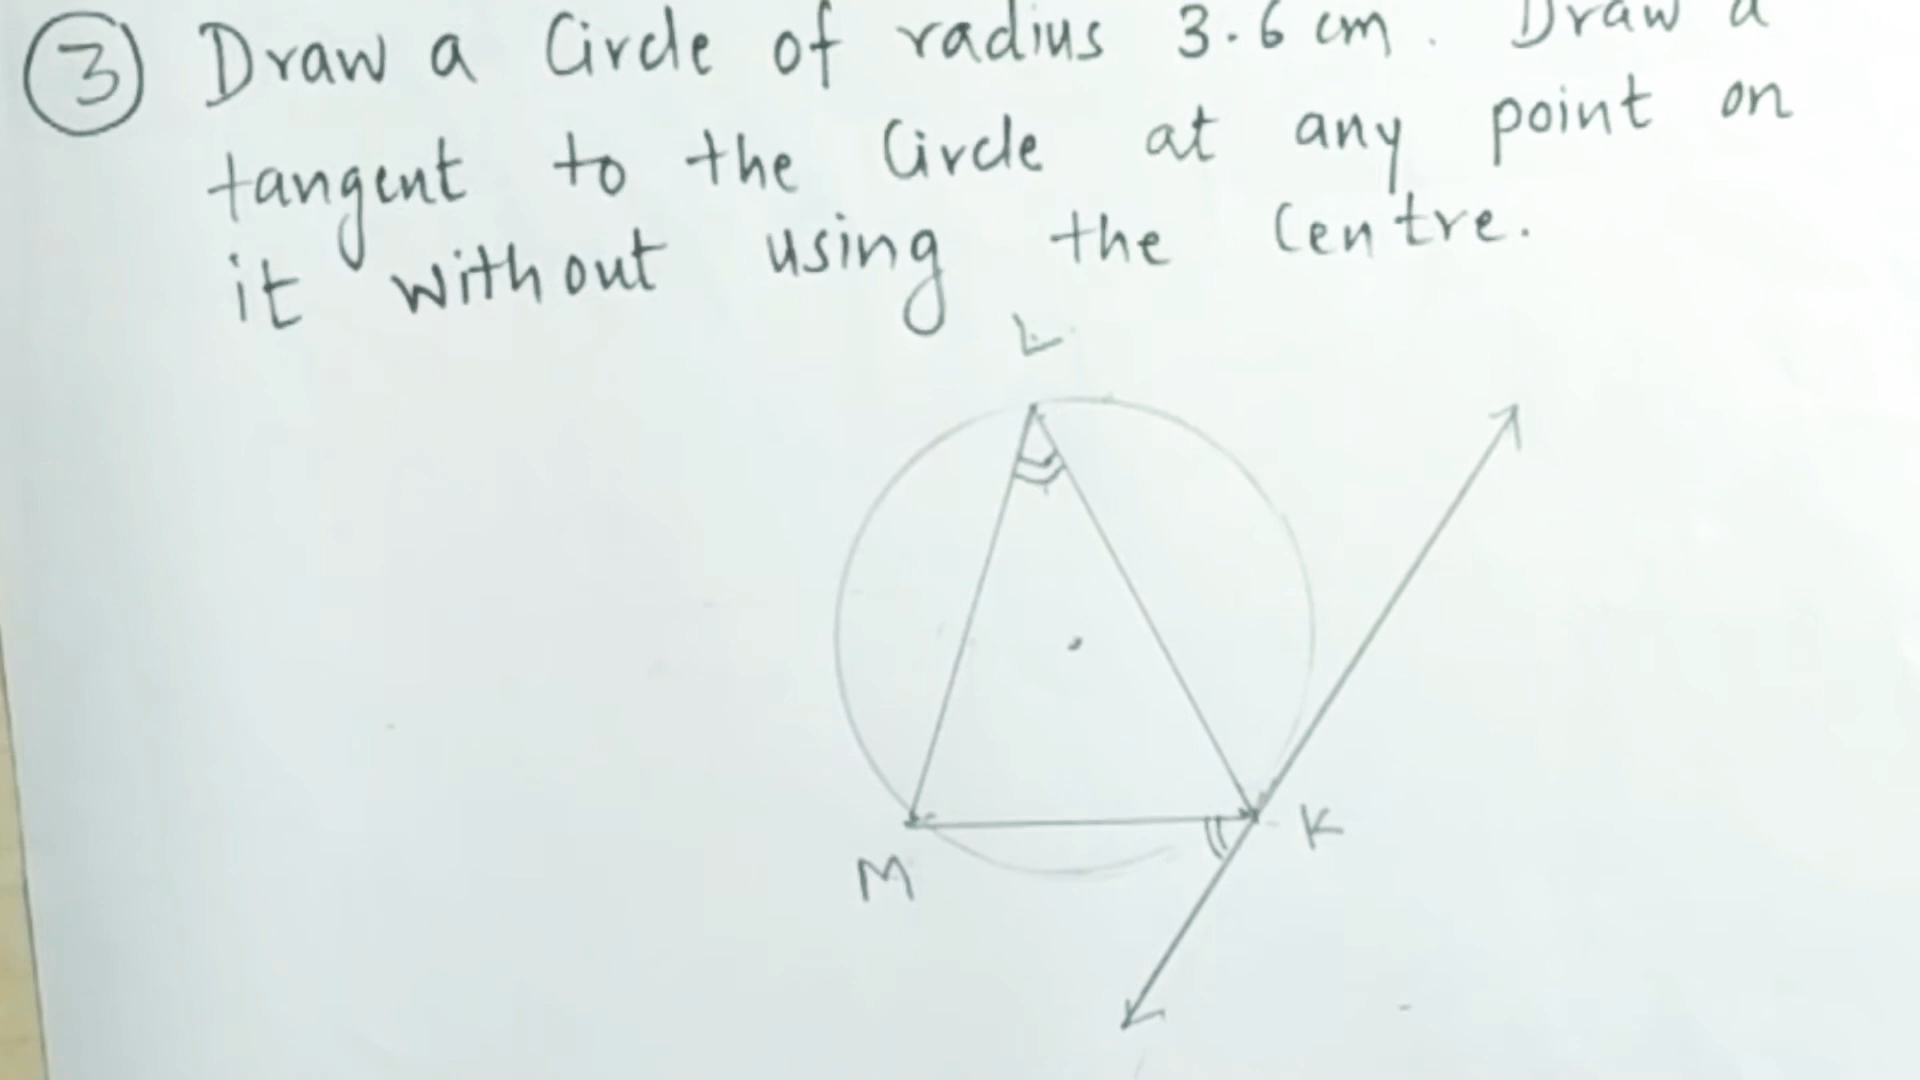 ③ Draw a Circle of radius 3.6 cm. Draw a
tangent to the Circle at any point on
it without using the Centre.
L
M
K